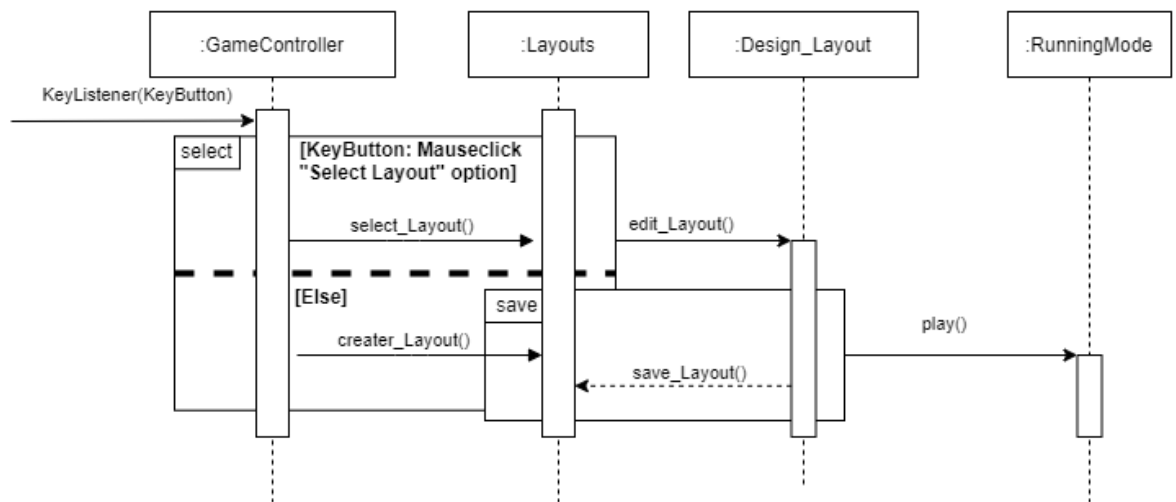 :GameController
:Layouts
:Design_Layout
:RunningMode
KeyListener(KeyButton)
select
[KeyButton: Mauseclick
"Select Layout" option]
select_Layout()
edit_Layout()
[Else]
save
creater_Layout()
play()
save_Layout()